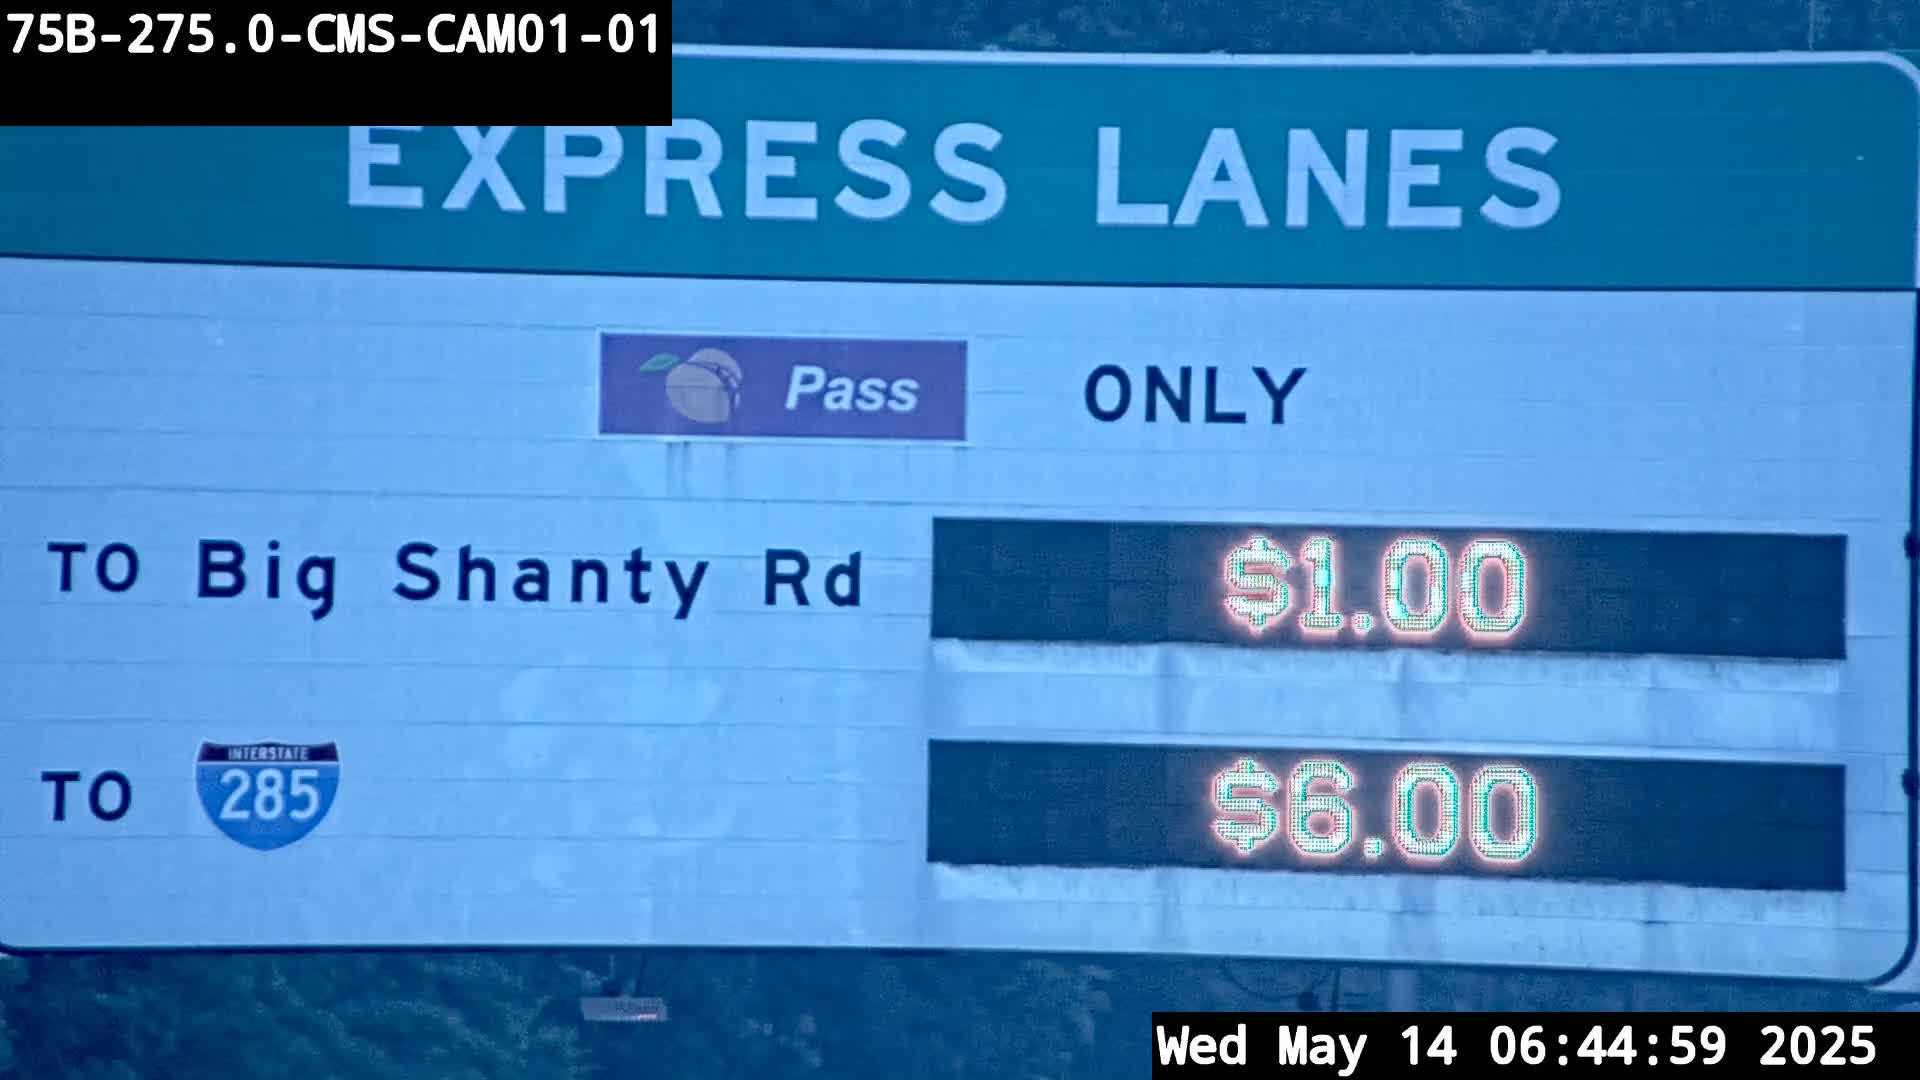 75B-275.0-CMS-CAM01-01
EXPRESS LANES
Pass ONLY
TO Big Shanty Rd $1.00
TO INTERSTATE 285 $6.00
Wed May 14 06:44:59 2025